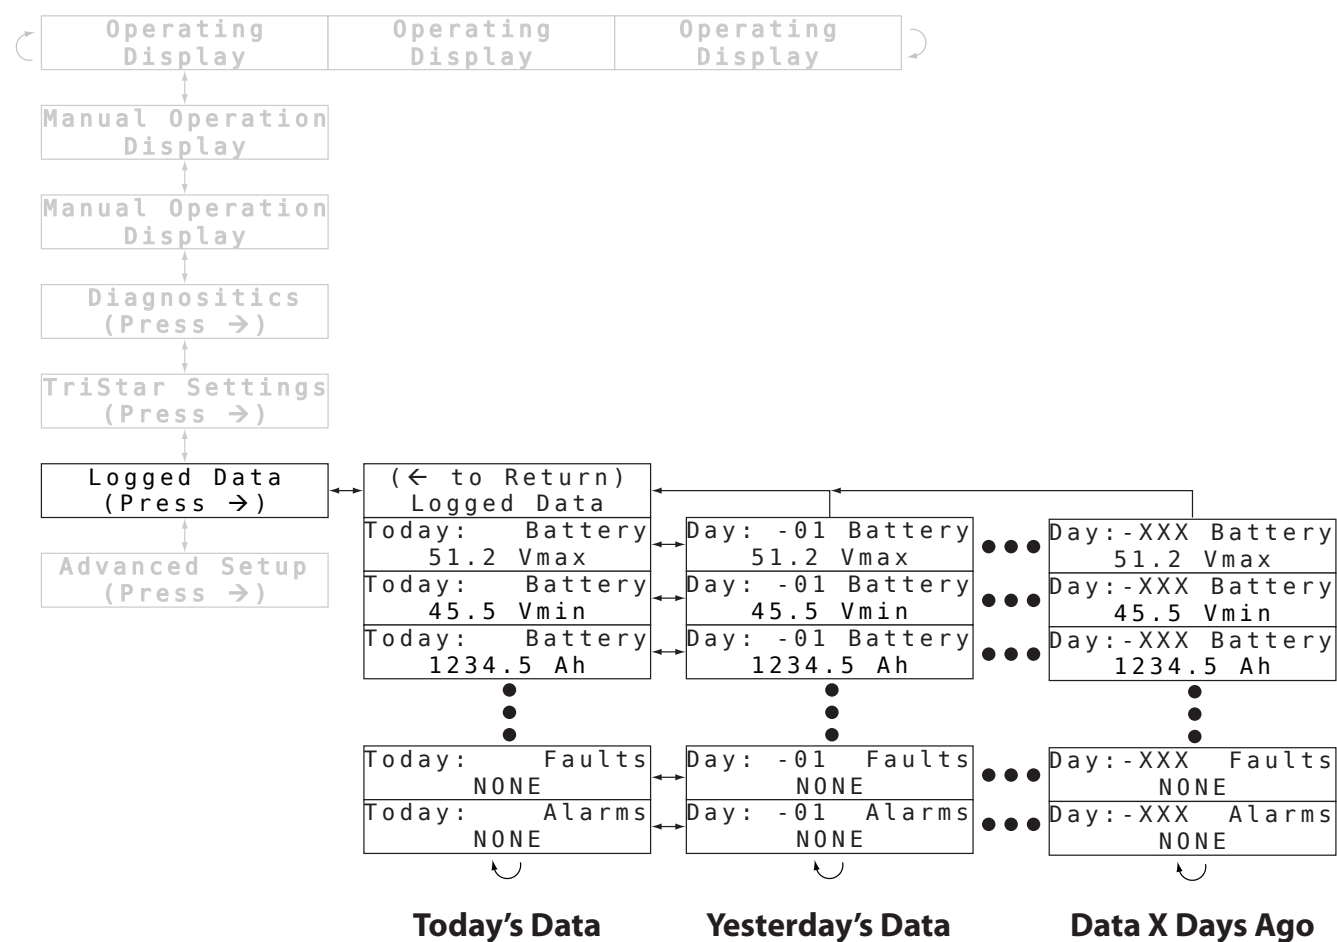 Operating Display
Operating Display
Operating Display
Manual Operation
Display
Manual Operation
Display
Diagnositics
(Press →)
TriStar Settings
(Press →)
Logged Data
(Press →)
Advanced Setup
(Press →)
(← to Return)
Logged Data
Today: Battery
51.2 Vmax
Today: Battery
45.5 Vmin
Today: Battery
1234.5 Ah
Today: Faults
NONE
Today: Alarms
NONE
Today's Data
Day: -01 Battery
51.2 Vmax
Day: -01 Battery
45.5 Vmin
Day: -01 Battery
1234.5 Ah
Day: -01 Faults
NONE
Day: -01 Alarms
NONE
Yesterday's Data
Day:-XXX Battery
51.2 Vmax
Day:-XXX Battery
45.5 Vmin
Day:-XXX Battery
1234.5 Ah
Day:-XXX Faults
NONE
Day:-XXX Alarms
NONE
Data X Days Ago